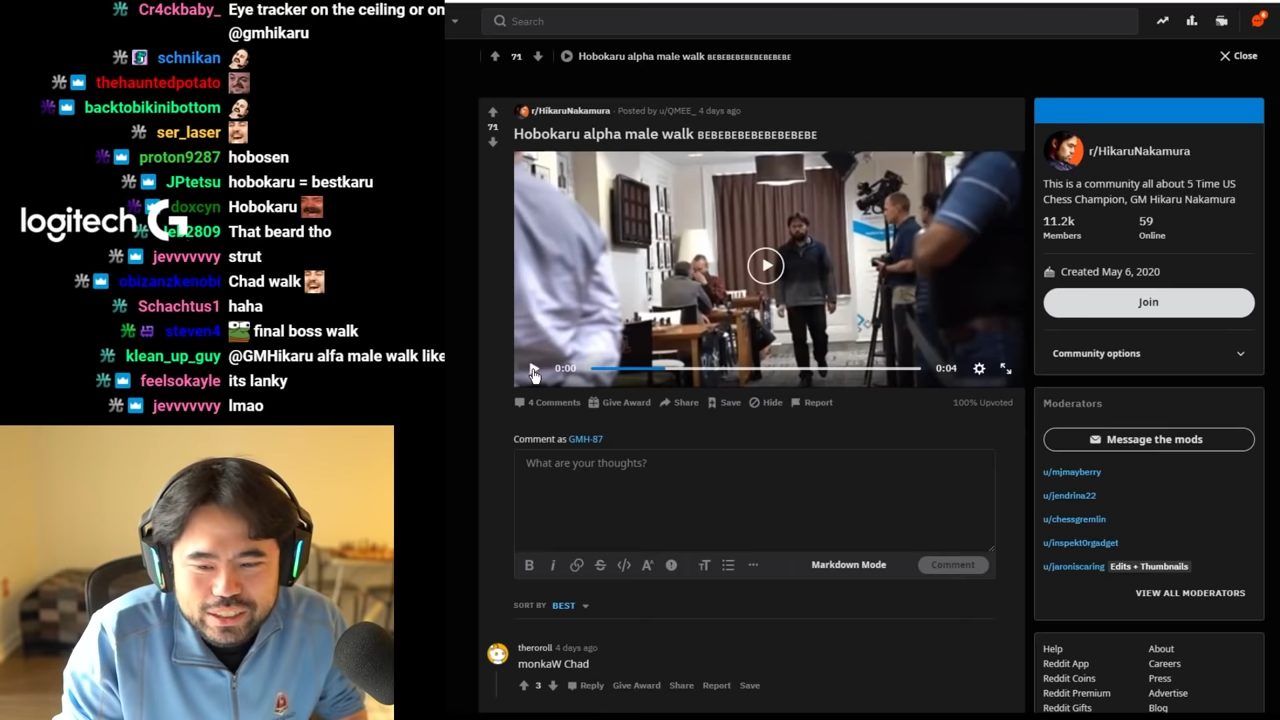 Cr4ckbaby_ Eye tracker on the ceiling or on
@gmhikaru
schnikan
thehauntedpotato
backtobikinibottom
ser_laser
proton9287 hobosen
JPtetsu hobokaru = bestkaru
doxcyn Hobokaru
logitech G
2809 That beard tho
jevvvvvvy strut
obizanzkenobi Chad walk
Schachtus1 haha
steven4 final boss walk
klean_up_guy @GMHikaru alfa male walk like
feelsokayle its lanky
jevvvvvvy lmao
Search
71 Hobokaru alpha male walk BEBEBEBEBEBEBEBEBE
Close
r/HikaruNakamura · Posted by u/QMEE_ 4 days ago
71
Hobokaru alpha male walk BEBEBEBEBEBEBEBEBE
0:00
0:04
4 Comments Give Award Share Save Hide Report
100% Upvoted
Comment as GMH-87
What are your thoughts?
Markdown Mode
Comment
SORT BY BEST
theroroll 4 days ago
monkaW Chad
3 Reply Give Award Share Report Save
r/HikaruNakamura
This is a community all about 5 Time US
Chess Champion, GM Hikaru Nakamura
11.2k 59
Members Online
Created May 6, 2020
Join
Community options
Moderators
Message the mods
u/mjmayberry
u/jendrina22
u/chessgremlin
u/inspekt0rgadget
u/jaroniscaring Edits + Thumbnails
VIEW ALL MODERATORS
Help About
Reddit App Careers
Reddit Coins Press
Reddit Premium Advertise
Reddit Gifts Blog